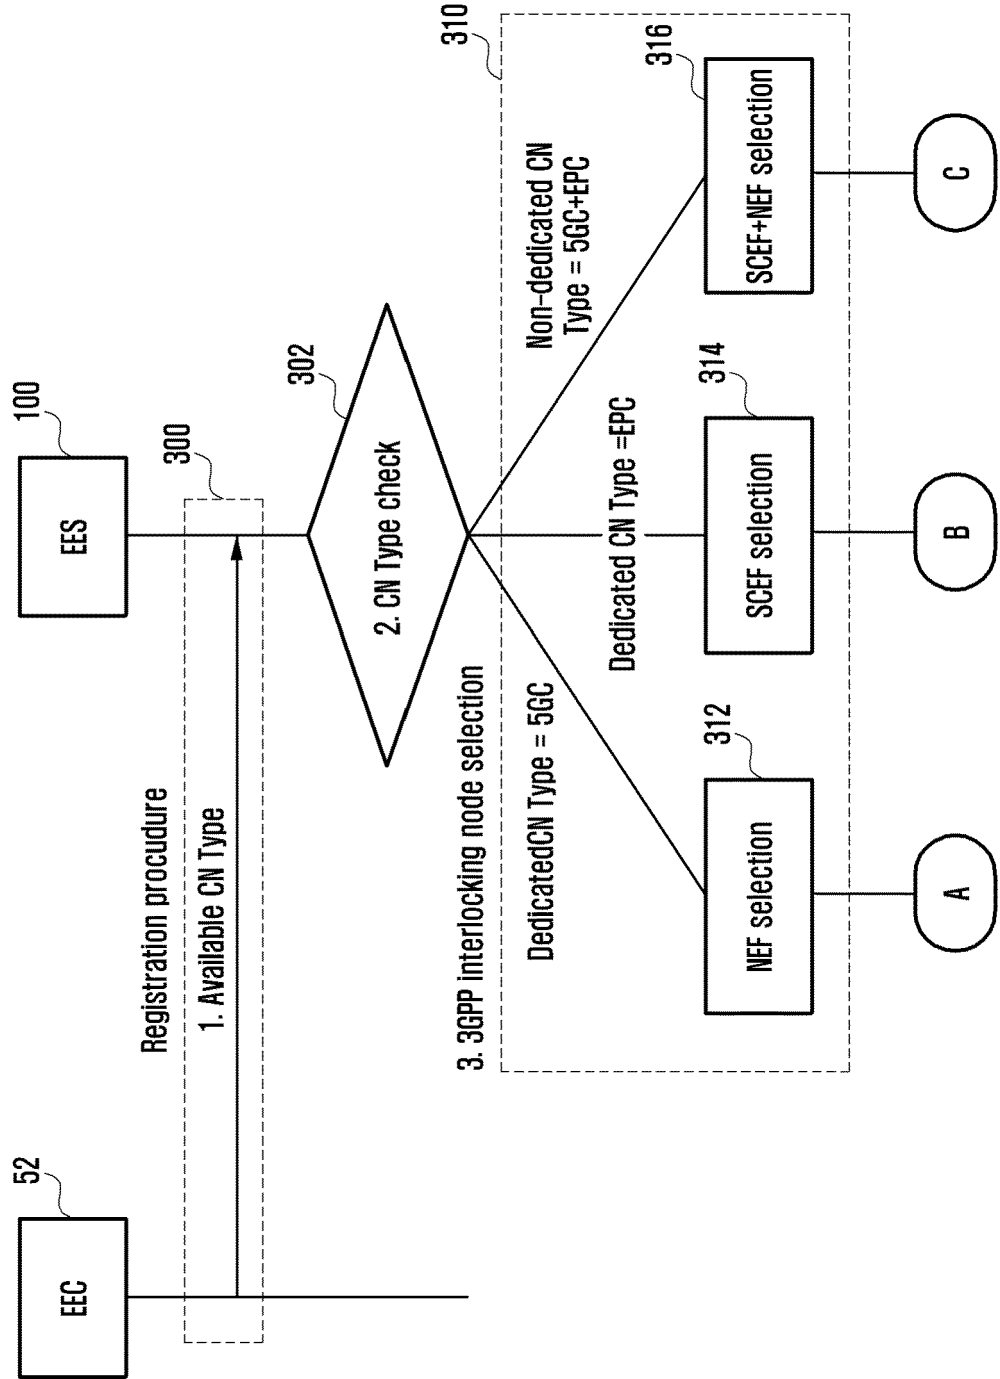 EEC
52
EES
100
Registration procudure
300
1. Available CN Type
302
2. CN Type check
3. 3GPP interlocking node selection
310
DedicatedCN Type = 5GC
Dedicated CN Type =EPC
Non-dedicated CN
Type = 5GC+EPC
312
NEF selection
314
SCEF selection
316
SCEF+NEF selection
A
B
C